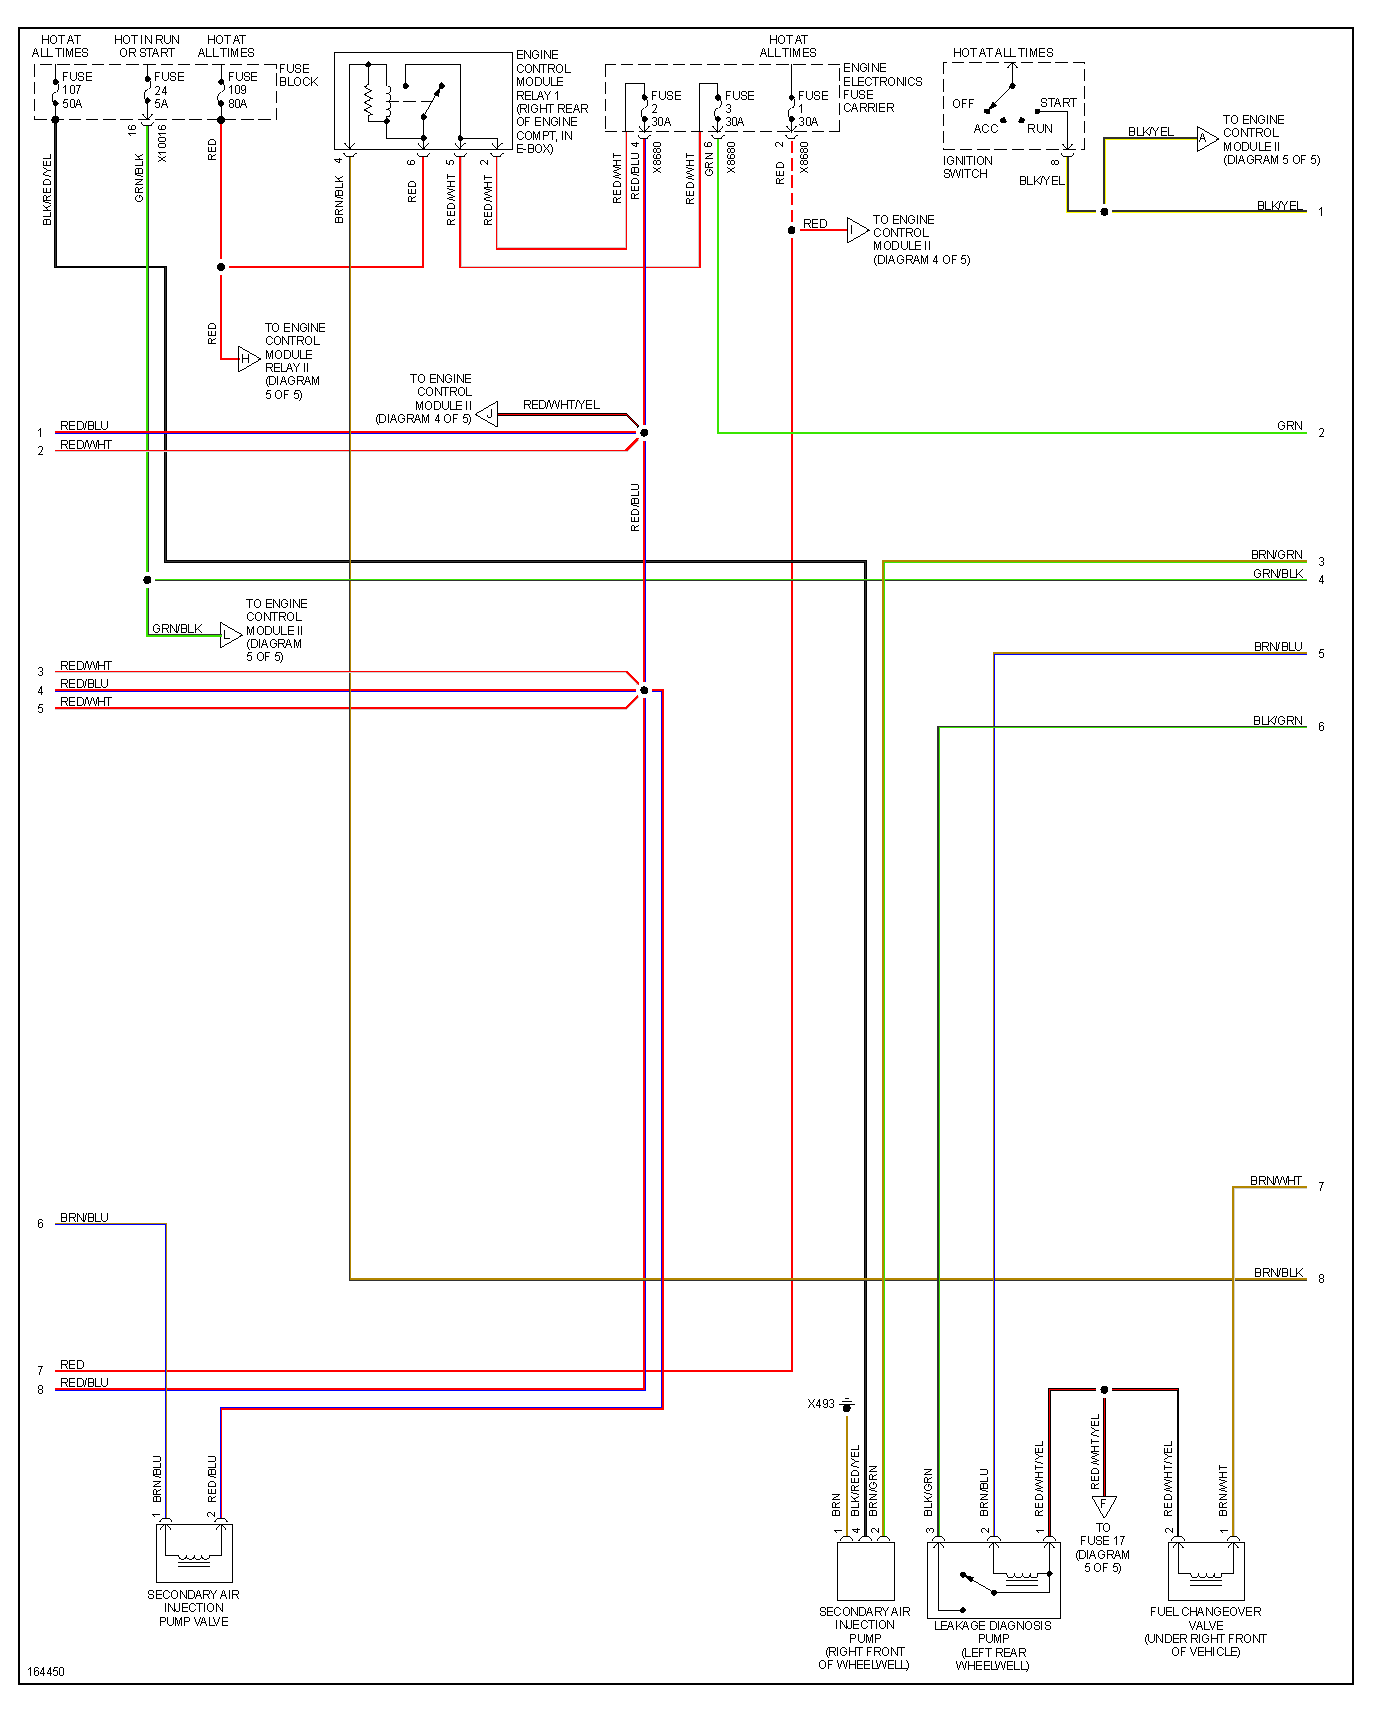 HOT AT
ALL TIMES
HOT IN RUN
OR START
HOT AT
ALL TIMES
FUSE
107
50A
FUSE
24
5A
FUSE
109
80A
FUSE
BLOCK
16
X10016
BLK/RED/YEL
GRN/BLK
RED
ENGINE
CONTROL
MODULE
RELAY 1
(RIGHT REAR
OF ENGINE
COMPT, IN
E-BOX)
4
6
5
2
BRN/BLK
RED
RED/WHT
RED/WHT
HOT AT
ALL TIMES
FUSE
2
30A
FUSE
3
30A
FUSE
1
30A
ENGINE
ELECTRONICS
FUSE
CARRIER
RED/WHT
RED/BLU
4
X8680
RED/WHT
GRN
6
X8680
RED
2
X8680
HOT AT ALL TIMES
OFF
ACC
RUN
START
IGNITION
SWITCH
8
BLK/YEL
BLK/YEL
A
TO ENGINE
CONTROL
MODULE II
(DIAGRAM 5 OF 5)
BLK/YEL
1
RED
I
TO ENGINE
CONTROL
MODULE II
(DIAGRAM 4 OF 5)
RED
H
TO ENGINE
CONTROL
MODULE
RELAY II
(DIAGRAM
5 OF 5)
TO ENGINE
CONTROL
MODULE II
(DIAGRAM 4 OF 5)
J
RED/WHT/YEL
1
RED/BLU
2
RED/WHT
GRN
2
RED/BLU
BRN/GRN
3
GRN/BLK
4
GRN/BLK
L
TO ENGINE
CONTROL
MODULE II
(DIAGRAM
5 OF 5)
BRN/BLU
5
3
RED/WHT
4
RED/BLU
5
RED/WHT
BLK/GRN
6
BRN/WHT
7
6
BRN/BLU
BRN/BLK
8
7
RED
8
RED/BLU
X493
BRN/BLU
RED/BLU
1
2
SECONDARY AIR
INJECTION
PUMP VALVE
BRN
BLK/RED/YEL
BRN/GRN
1
4
2
SECONDARY AIR
INJECTION
PUMP
(RIGHT FRONT
OF WHEELWELL)
BLK/GRN
BRN/BLU
RED/WHT/YEL
3
2
1
LEAKAGE DIAGNOSIS
PUMP
(LEFT REAR
WHEELWELL)
RED/WHT/YEL
F
TO
FUSE 17
(DIAGRAM
5 OF 5)
RED/WHT/YEL
BRN/WHT
2
1
FUEL CHANGEOVER
VALVE
(UNDER RIGHT FRONT
OF VEHICLE)
164450